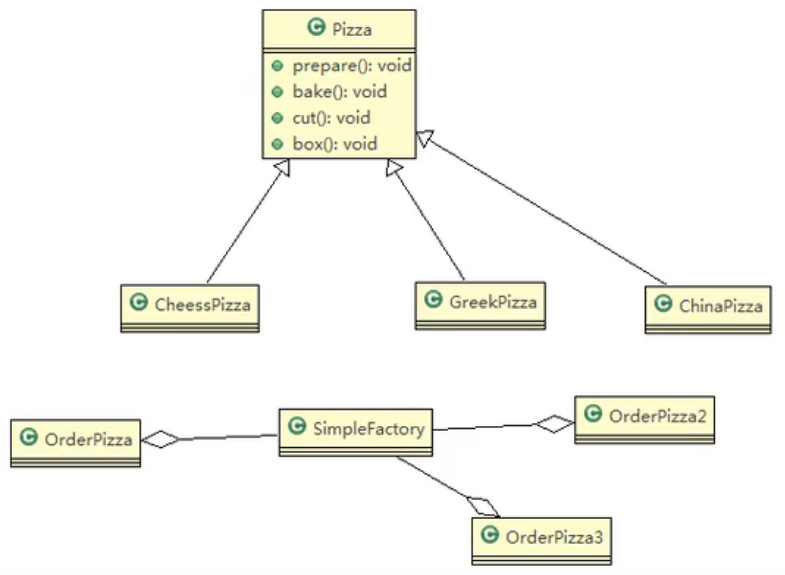 Pizza
prepare(): void
bake(): void
cut(): void
box(): void
CheessPizza
GreekPizza
ChinaPizza
OrderPizza
SimpleFactory
OrderPizza2
OrderPizza3